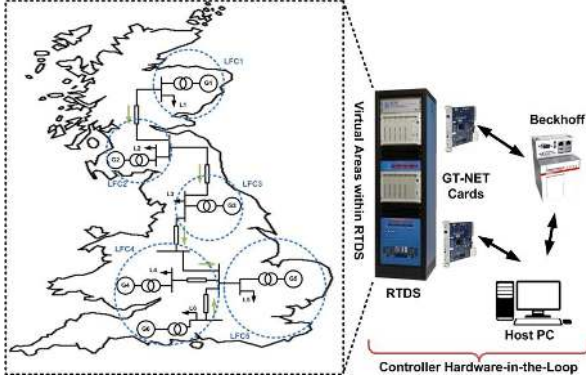 LFC1
G1
L1
L2
G2
LFC2
LFC3
L3
G3
LFC4
L4
G4
G5
L5
L6
G6
LFC5
Virtual Areas within RTDS
RTDS
GT-NET
Cards
Beckhoff
Host PC
Controller Hardware-in-the-Loop